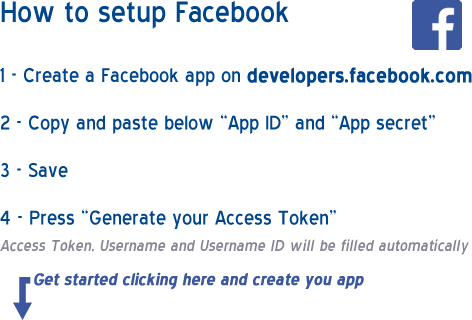 How to setup Facebook
1 - Create a Facebook app on developers.facebook.com
2 - Copy and paste below “App ID” and “App secret”
3 - Save
4 - Press “Generate your Access Token”
Access Token, Username and Username ID will be filled automatically
Get started clicking here and create you app